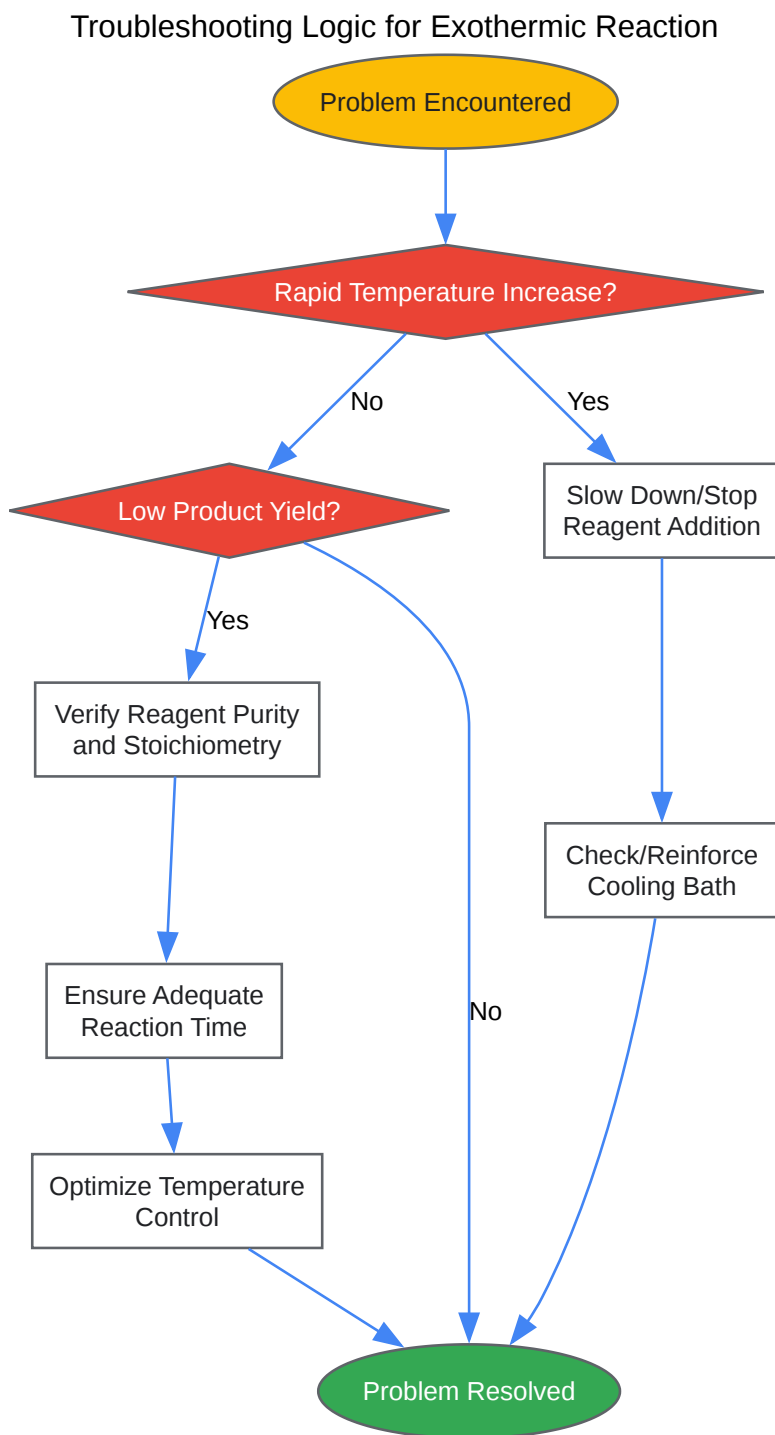 Troubleshooting Logic for Exothermic Reaction
Problem Encountered
Rapid Temperature Increase?
No
Yes
Low Product Yield?
Slow Down/Stop
Reagent Addition
Yes
Verify Reagent Purity
and Stoichiometry
Check/Reinforce
Cooling Bath
Ensure Adequate
Reaction Time
No
Optimize Temperature
Control
Problem Resolved